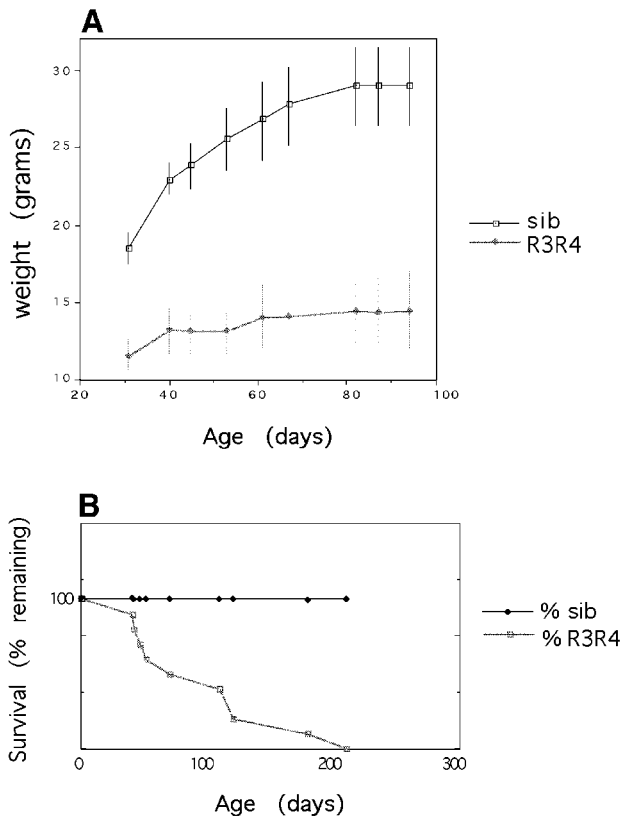 A
30
25
20
15
10
weight (grams)
20 40 60 80 100
Age (days)
sib
R3R4
B
100
Survival (% remaining)
0 100 200 300
Age (days)
% sib
% R3R4